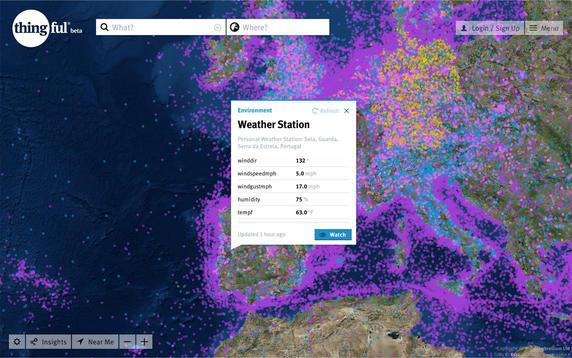 thingful beta
What?
Where?
Login / Sign Up
Menu
Environment
Refresh
Weather Station
Personal Weather Station: Seia, Guarda,
Serra da Estrela, Portugal
winddir 132 °
windspeedmph 5.0 mph
windgustmph 17.0 mph
humidity 75 %
tempf 63.0 °F
Updated 1 hour ago
Watch
Insights
Near Me